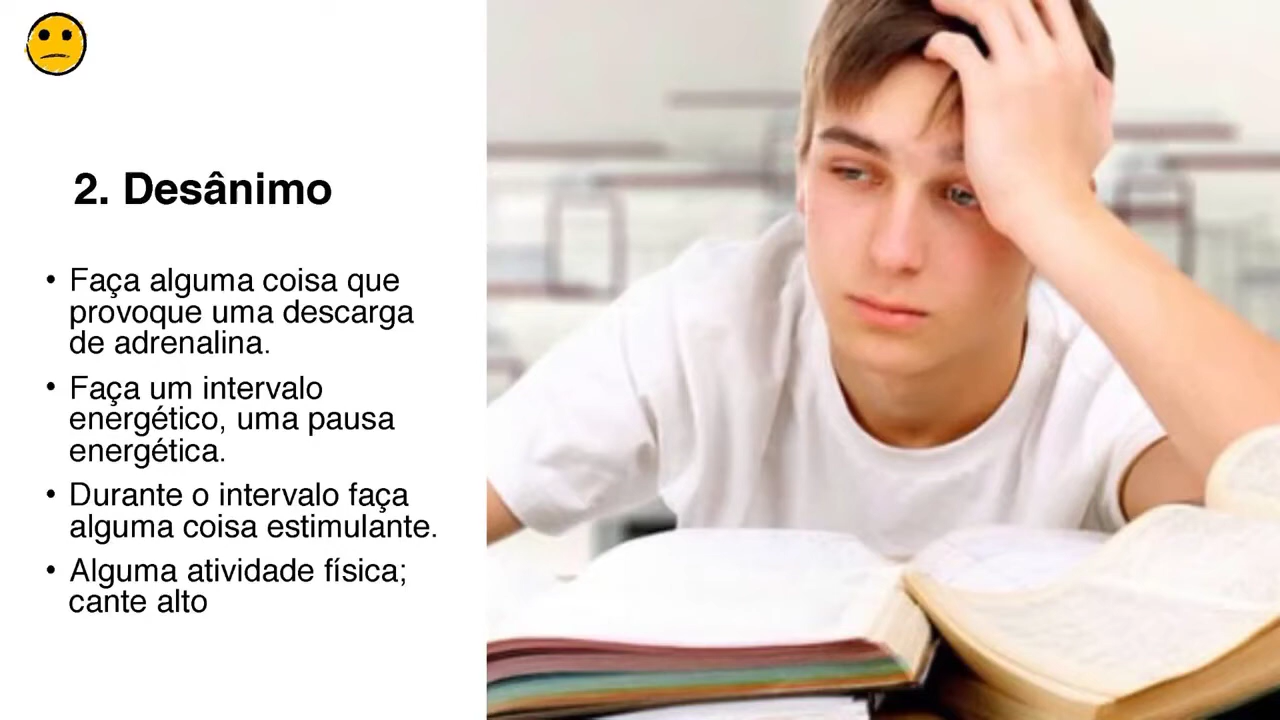 2. Desânimo
• Faça alguma coisa que
provoque uma descarga
de adrenalina.
• Faça um intervalo
energético, uma pausa
energética.
• Durante o intervalo faça
alguma coisa estimulante.
• Alguma atividade física;
cante alto